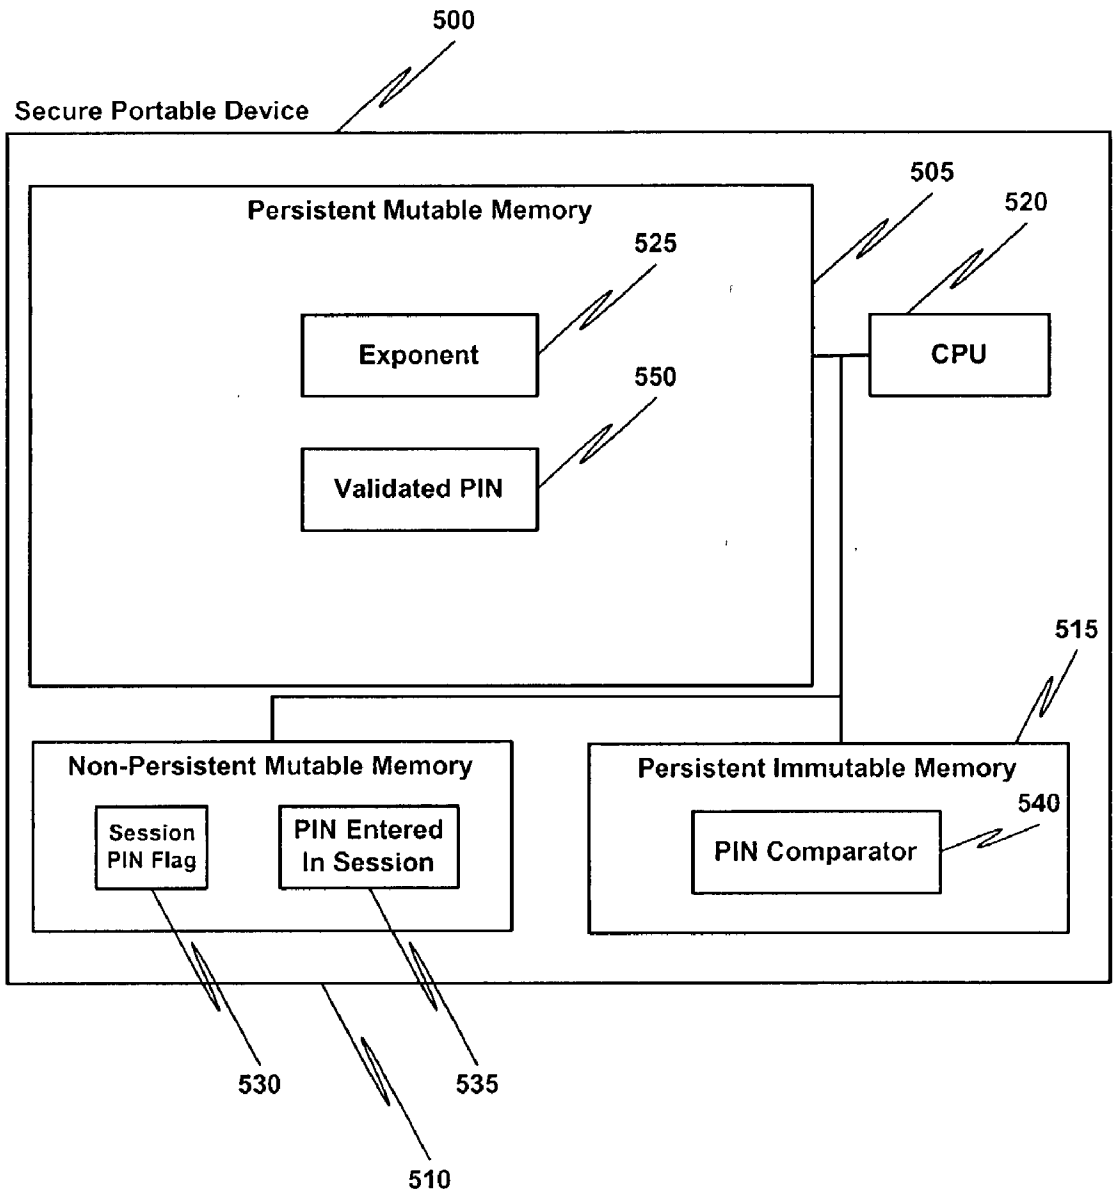 500
Secure Portable Device
505
Persistent Mutable Memory
520
525
Exponent
CPU
550
Validated PIN
515
Non-Persistent Mutable Memory
Persistent Immutable Memory
540
Session
PIN Flag
PIN Entered
In Session
PIN Comparator
530
535
510